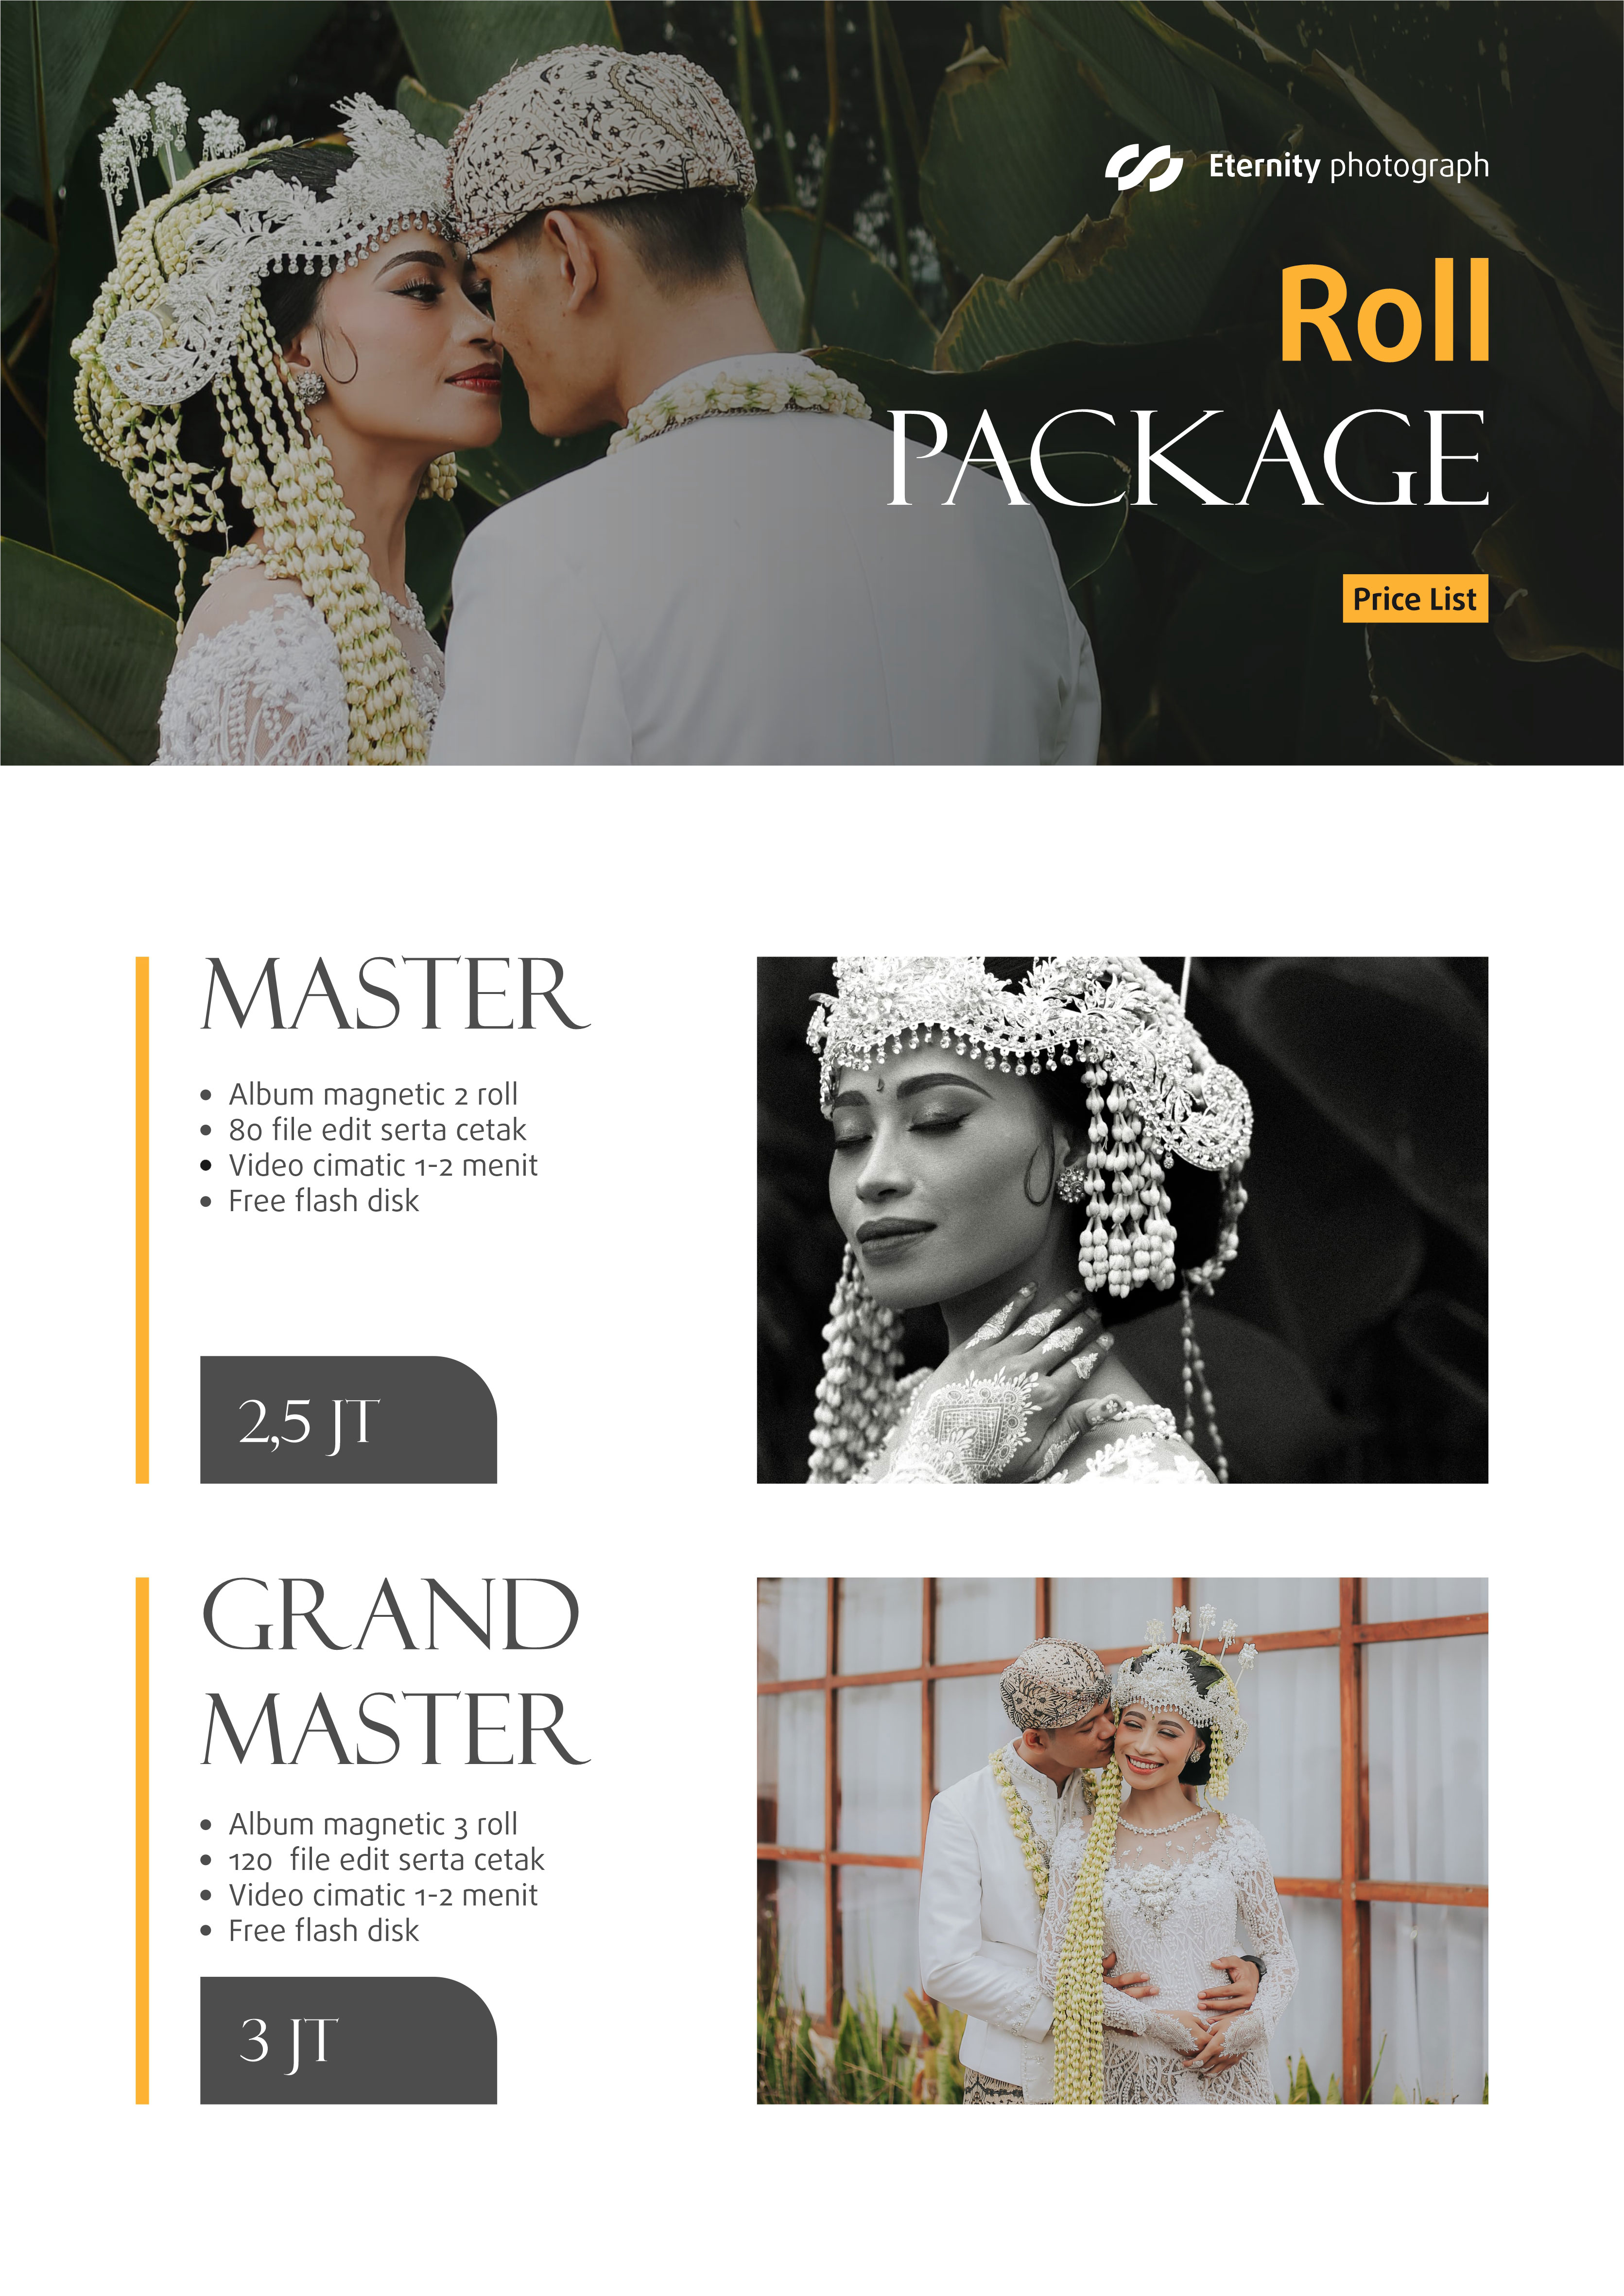 Eternity photograph
Roll
PACKAGE
Price List
MASTER
• Album magnetic 2 roll
• 80 file edit serta cetak
• Video cimatic 1-2 menit
• Free flash disk
2,5 JT
GRAND
MASTER
• Album magnetic 3 roll
• 120 file edit serta cetak
• Video cimatic 1-2 menit
• Free flash disk
3 JT